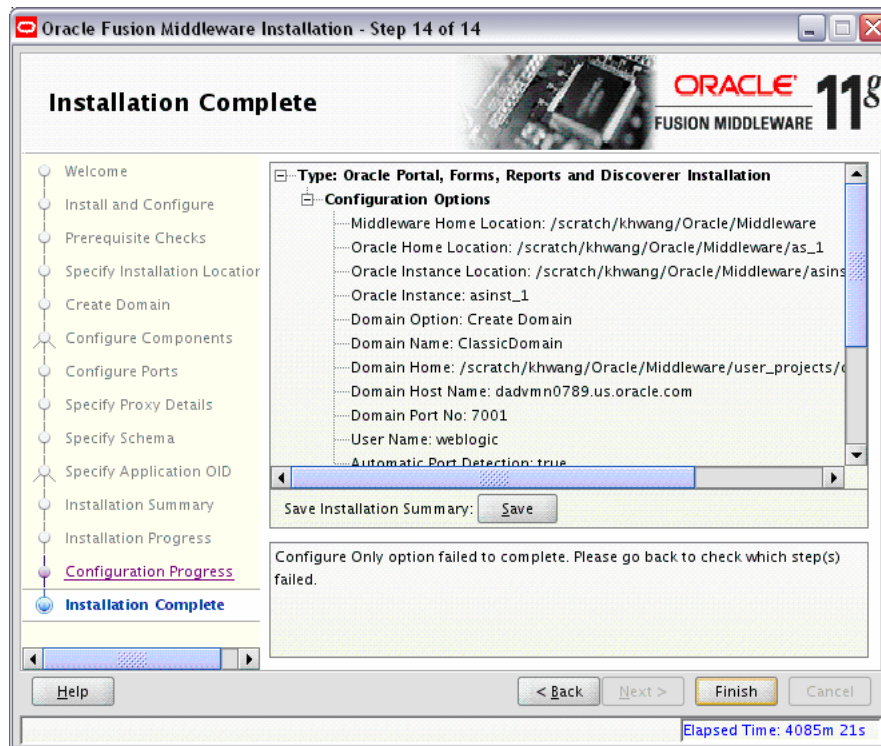 Oracle Fusion Middleware Installation - Step 14 of 14
Installation Complete
ORACLE
FUSION MIDDLEWARE
11g
Welcome
Install and Configure
Prerequisite Checks
Specify Installation Location
Create Domain
Configure Components
Configure Ports
Specify Proxy Details
Specify Schema
Specify Application OID
Installation Summary
Installation Progress
Configuration Progress
Installation Complete
Type: Oracle Portal, Forms, Reports and Discoverer Installation
Configuration Options
Middleware Home Location: /scratch/khwang/Oracle/Middleware
Oracle Home Location: /scratch/khwang/Oracle/Middleware/as_1
Oracle Instance Location: /scratch/khwang/Oracle/Middleware/asins
Oracle Instance: asinst_1
Domain Option: Create Domain
Domain Name: ClassicDomain
Domain Home: /scratch/khwang/Oracle/Middleware/user_projects/d
Domain Host Name: dadvmn0789.us.oracle.com
Domain Port No: 7001
User Name: weblogic
Automatic Port Detection: true
Save Installation Summary: Save
Configure Only option failed to complete. Please go back to check which step(s)
failed.
Help < Back Next > Finish Cancel
Elapsed Time: 4085m 21s